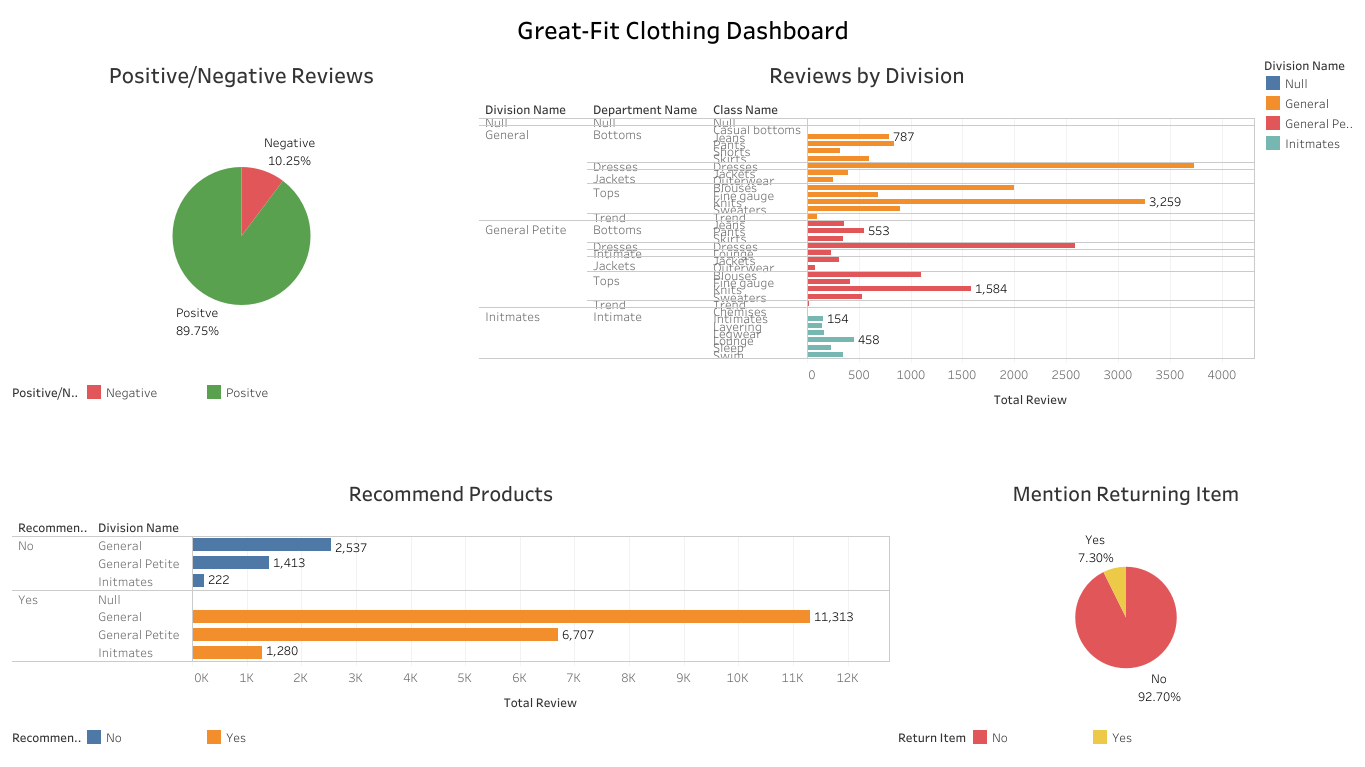 Great-Fit Clothing Dashboard
Positive/Negative Reviews
Negative
10.25%
Positve
89.75%
Positive/N.. Negative Positve
Reviews by Division
Division Name Department Name Class Name
Null Null Null
General Bottoms Casual bottoms
Jeans 787
Pants
Shorts
Skirts
Dresses Dresses
Jackets Jackets
Outerwear
Tops Blouses
Fine gauge
Knits 3,259
Sweaters
Trend Trend
General Petite Bottoms Jeans
Pants 553
Skirts
Dresses Dresses
Intimate Lounge
Jackets Jackets
Outerwear
Tops Blouses
Fine gauge
Knits 1,584
Sweaters
Trend Trend
Initmates Intimate Chemises
Intimates 154
Layering
Legwear
Lounge 458
Sleep
Swim
0 500 1000 1500 2000 2500 3000 3500 4000
Total Review
Division Name
Null
General
General Pe..
Initmates
Recommend Products
Recommen.. Division Name
No General 2,537
General Petite 1,413
Initmates 222
Yes Null
General 11,313
General Petite 6,707
Initmates 1,280
0K 1K 2K 3K 4K 5K 6K 7K 8K 9K 10K 11K 12K
Total Review
Recommen.. No Yes
Mention Returning Item
Yes
7.30%
No
92.70%
Return Item No Yes